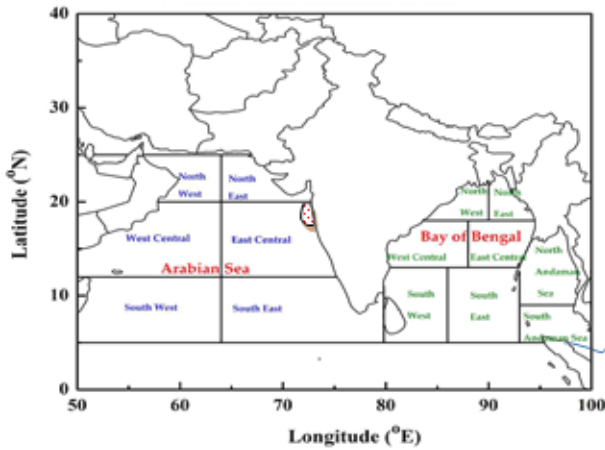 40
30
20
10
0
Latitude (°N)
50
60
70
80
90
100
Longitude (°E)
North
West
North
East
West Central
East Central
Arabian Sea
South West
South East
North
West
North
East
Bay of Bengal
West Central
East Central
South
West
South
East
North
Andaman
Sea
South
Andaman Sea